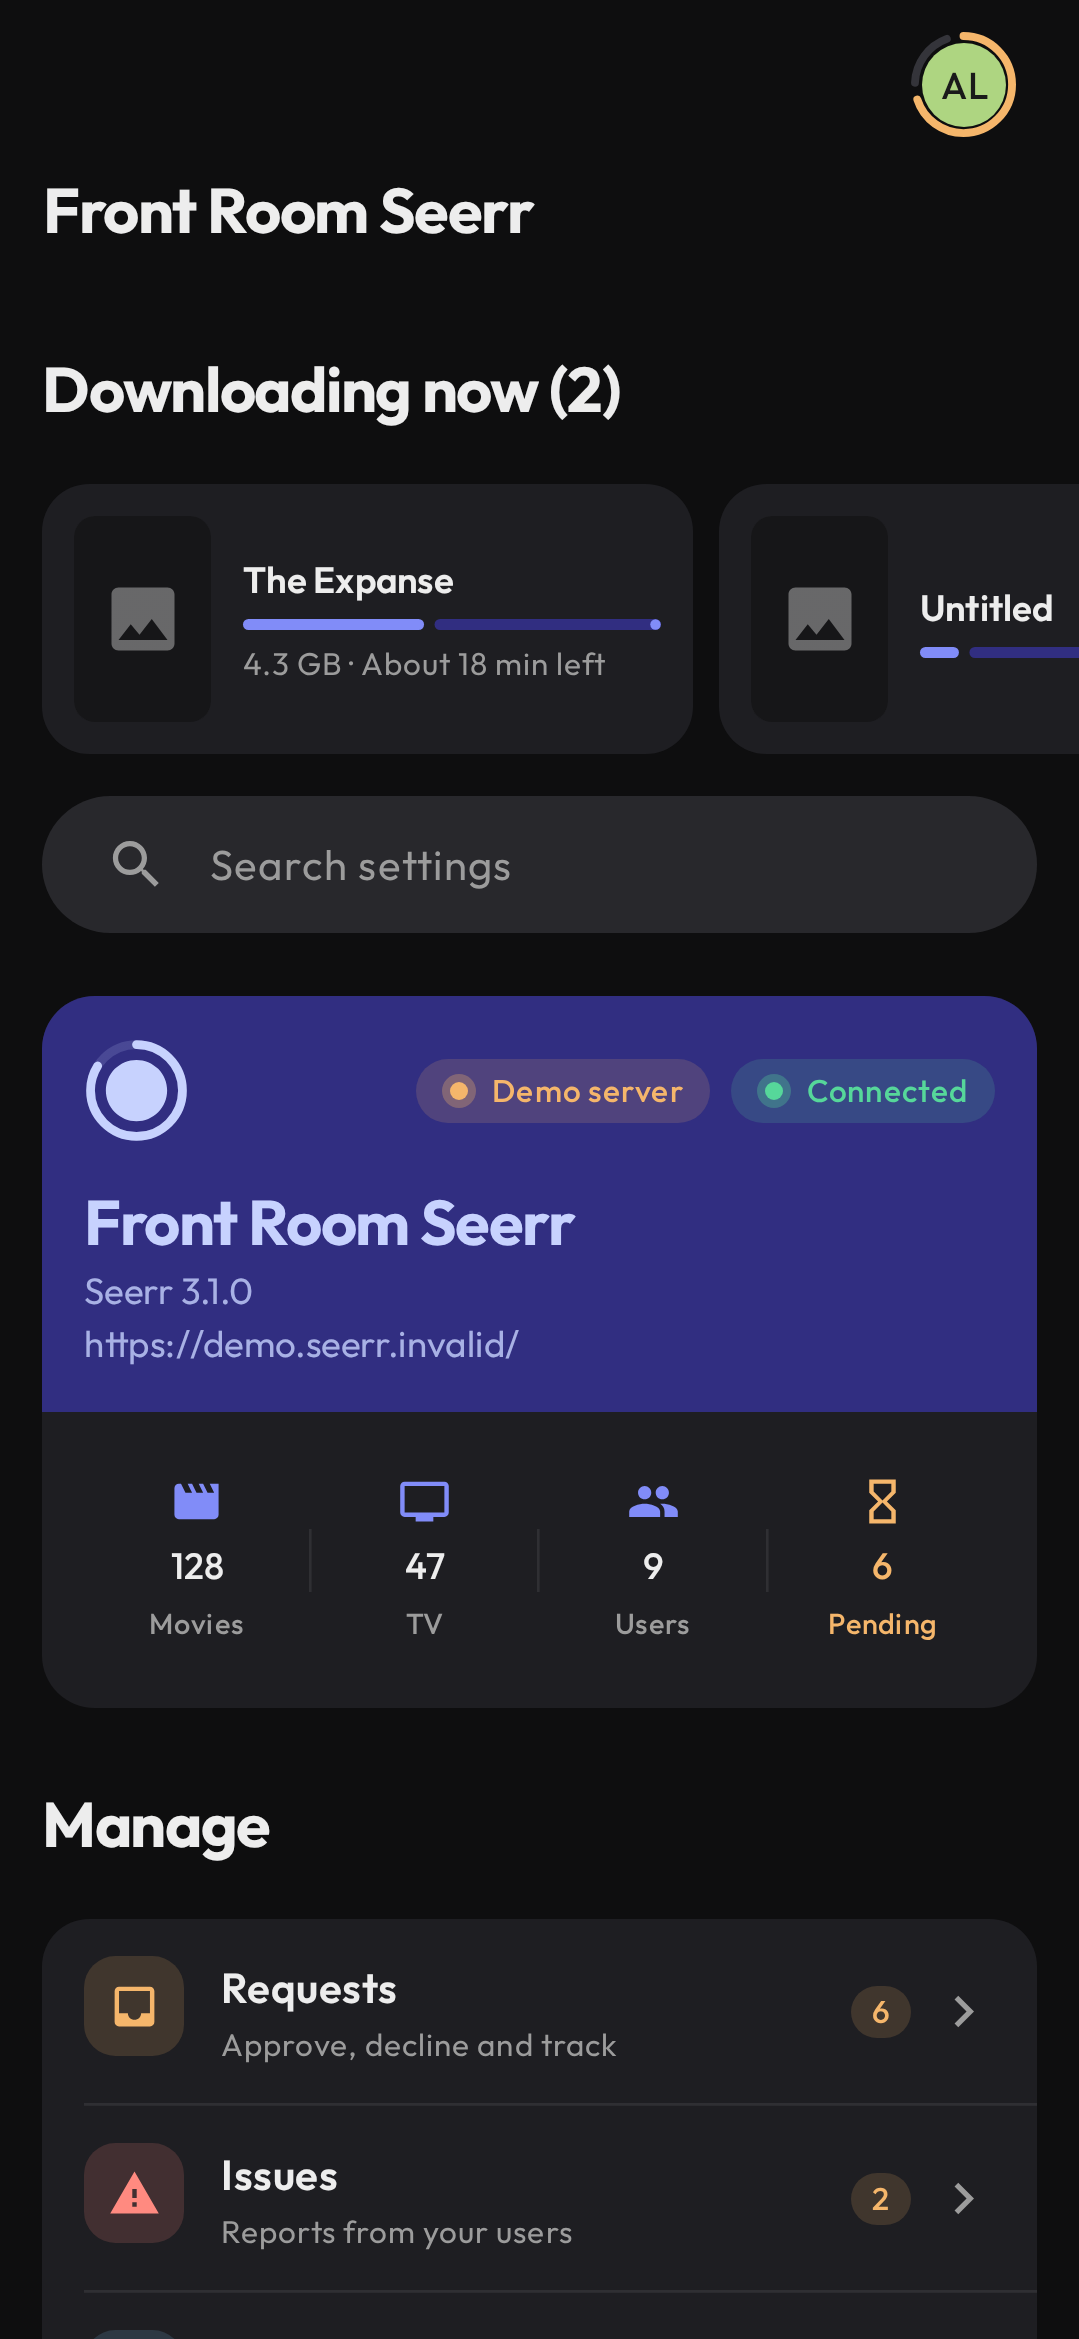 AL
Front Room Seerr
Downloading now (2)
The Expanse
4.3 GB · About 18 min left
Untitled
Search settings
Demo server
Connected
Front Room Seerr
Seerr 3.1.0
https://demo.seerr.invalid/
128
Movies
47
TV
9
Users
6
Pending
Manage
Requests
Approve, decline and track
6
Issues
Reports from your users
2